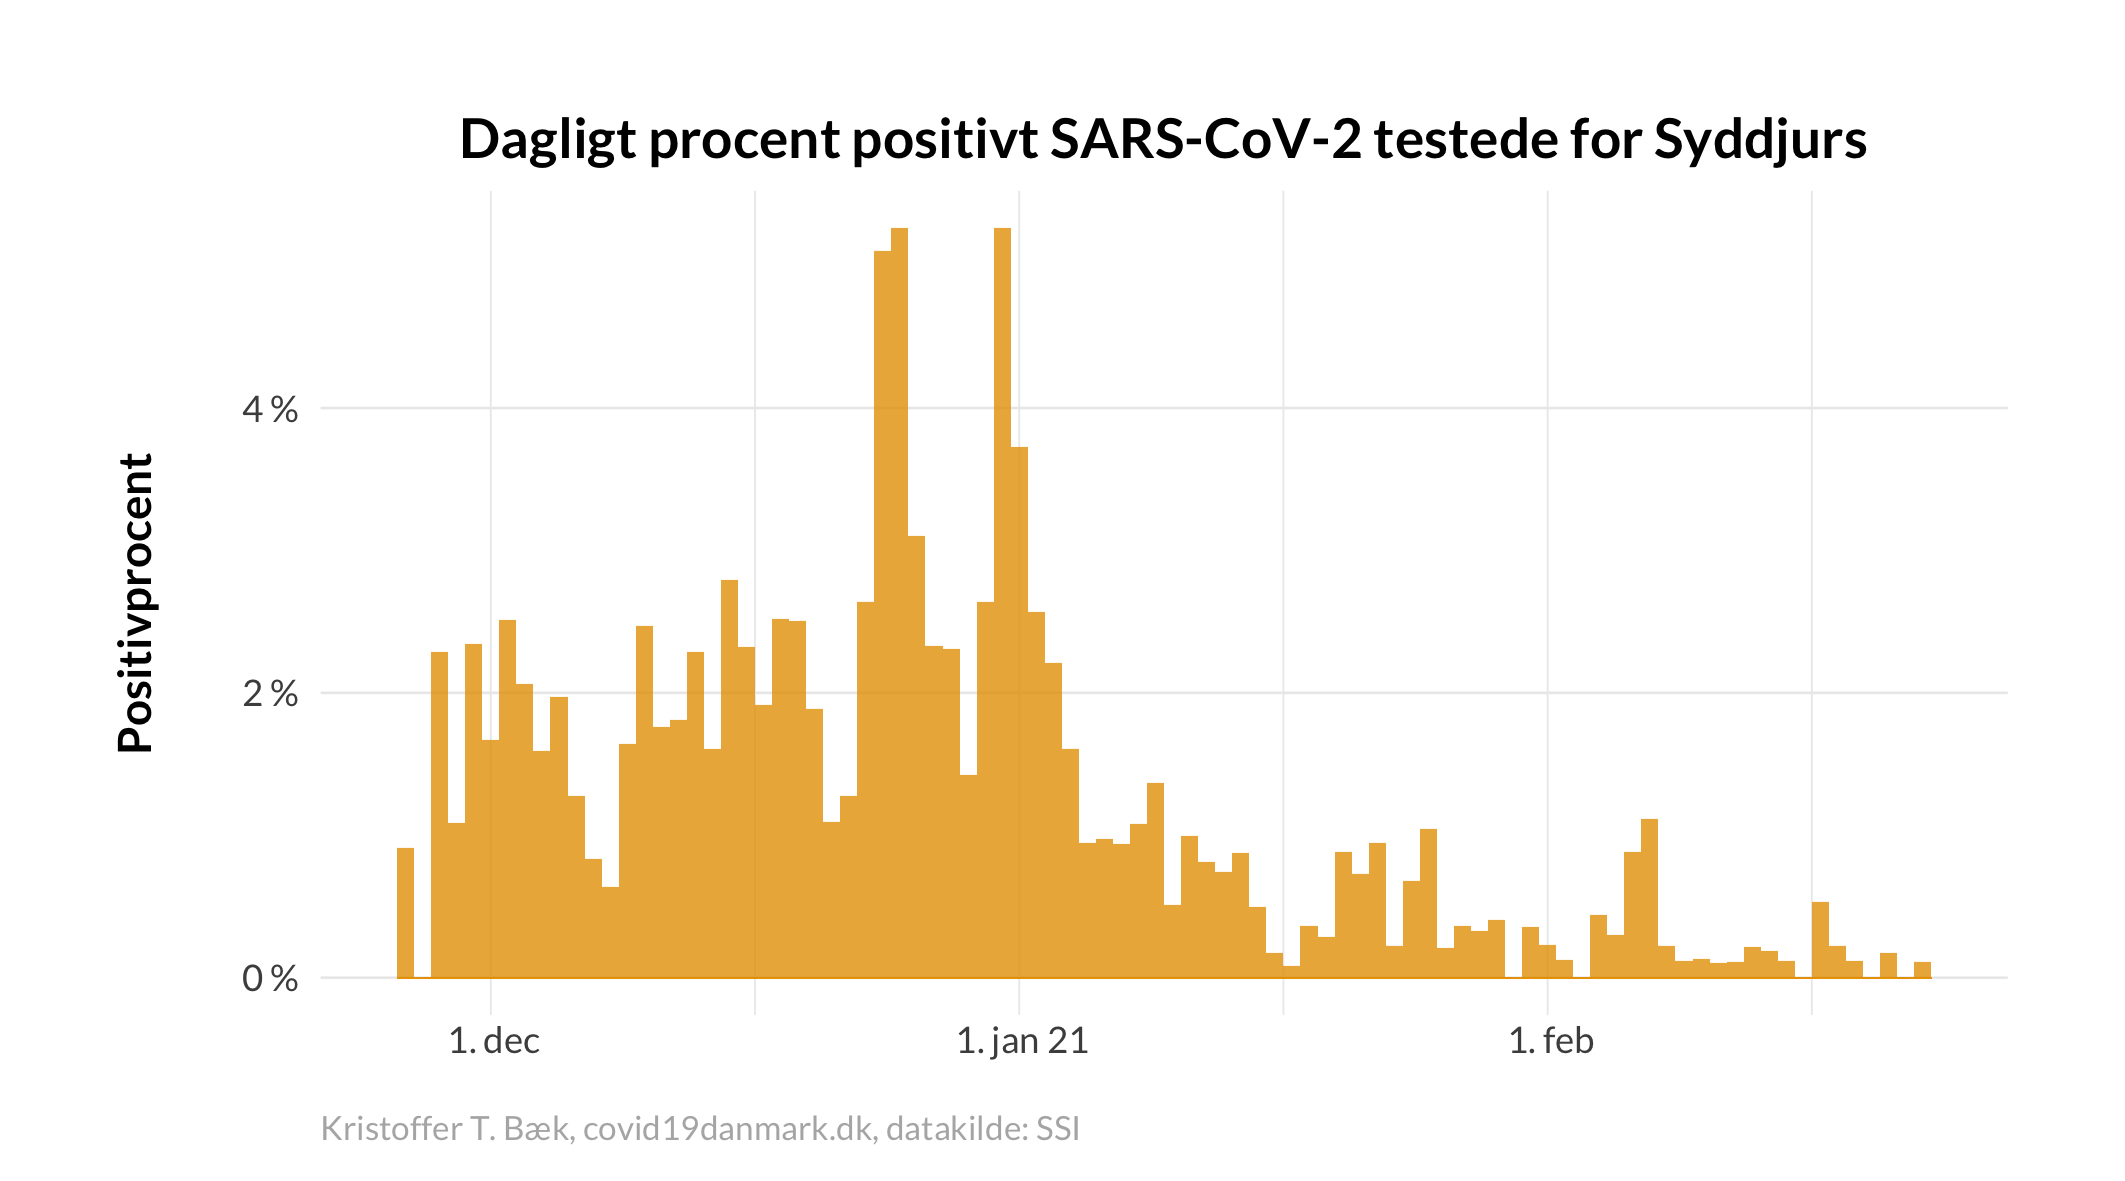 Dagligt procent positivt SARS-CoV-2 testede for Syddjurs
Positivprocent
4 %
2 %
0 %
1. dec
1. jan 21
1. feb
Kristoffer T. Bæk, covid19danmark.dk, datakilde: SSI